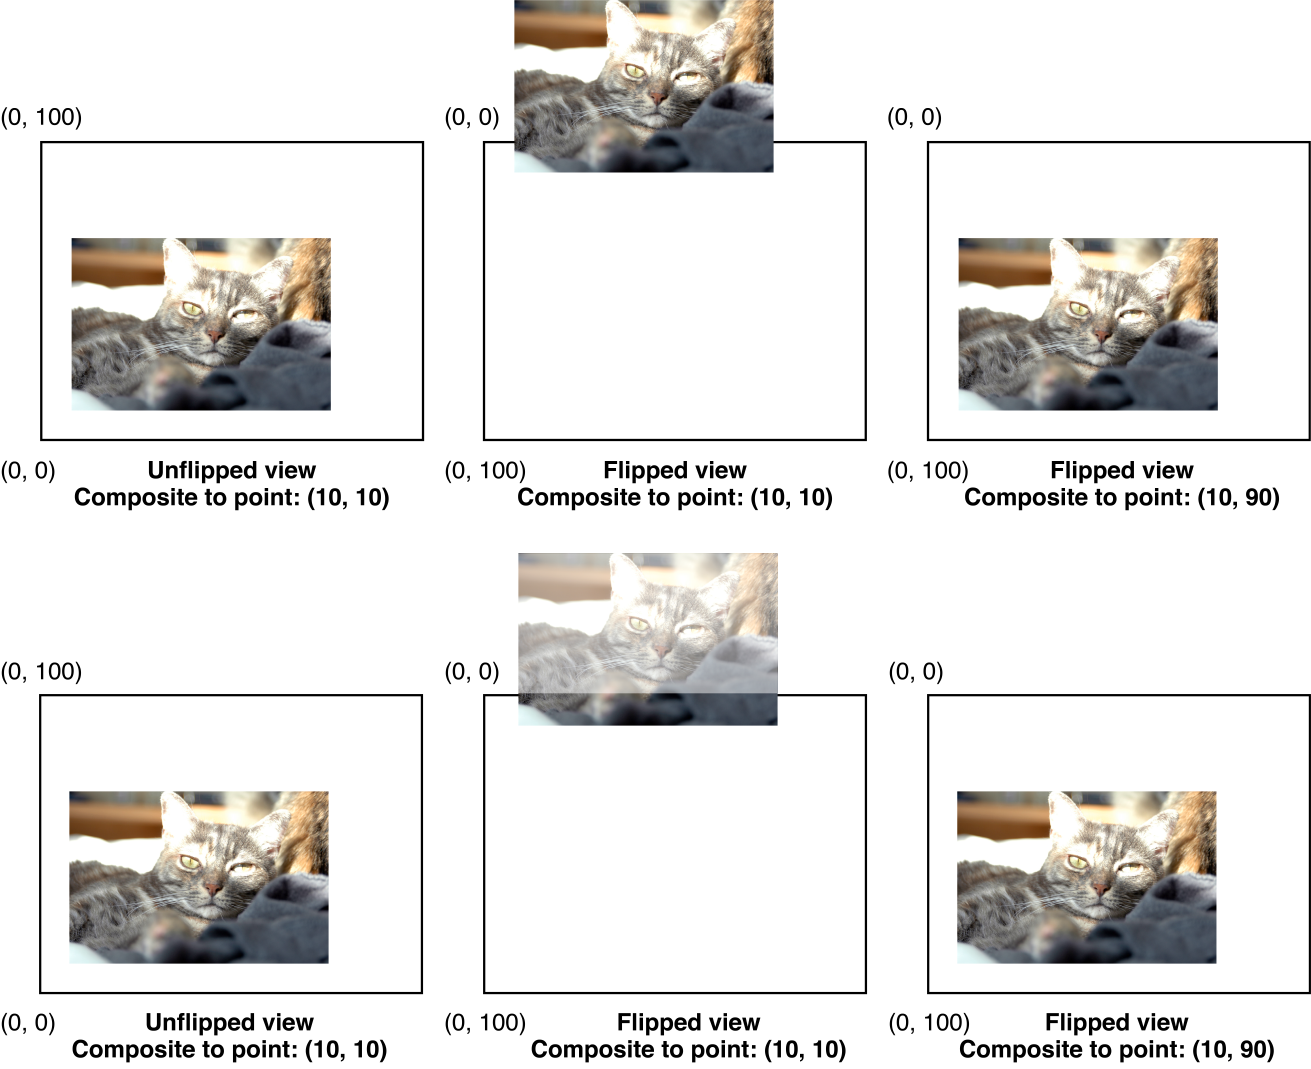 (0, 100)
(0, 0)
(0, 0)
(0, 0)
Unflipped view
Composite to point: (10, 10)
(0, 100)
Flipped view
Composite to point: (10, 10)
(0, 100)
Flipped view
Composite to point: (10, 90)
(0, 100)
(0, 0)
(0, 0)
(0, 0)
Unflipped view
Composite to point: (10, 10)
(0, 100)
Flipped view
Composite to point: (10, 10)
(0, 100)
Flipped view
Composite to point: (10, 90)